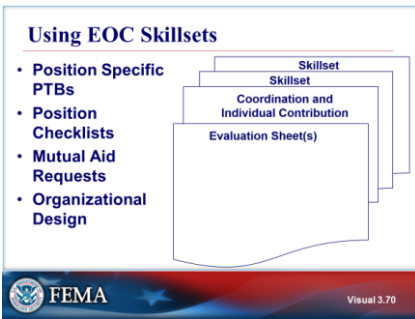 Using EOC Skillsets
• Position Specific
PTBs
• Position
Checklists
• Mutual Aid
Requests
• Organizational
Design
Skillset
Skillset
Coordination and
Individual Contribution
Evaluation Sheet(s)
FEMA
Visual 3.70